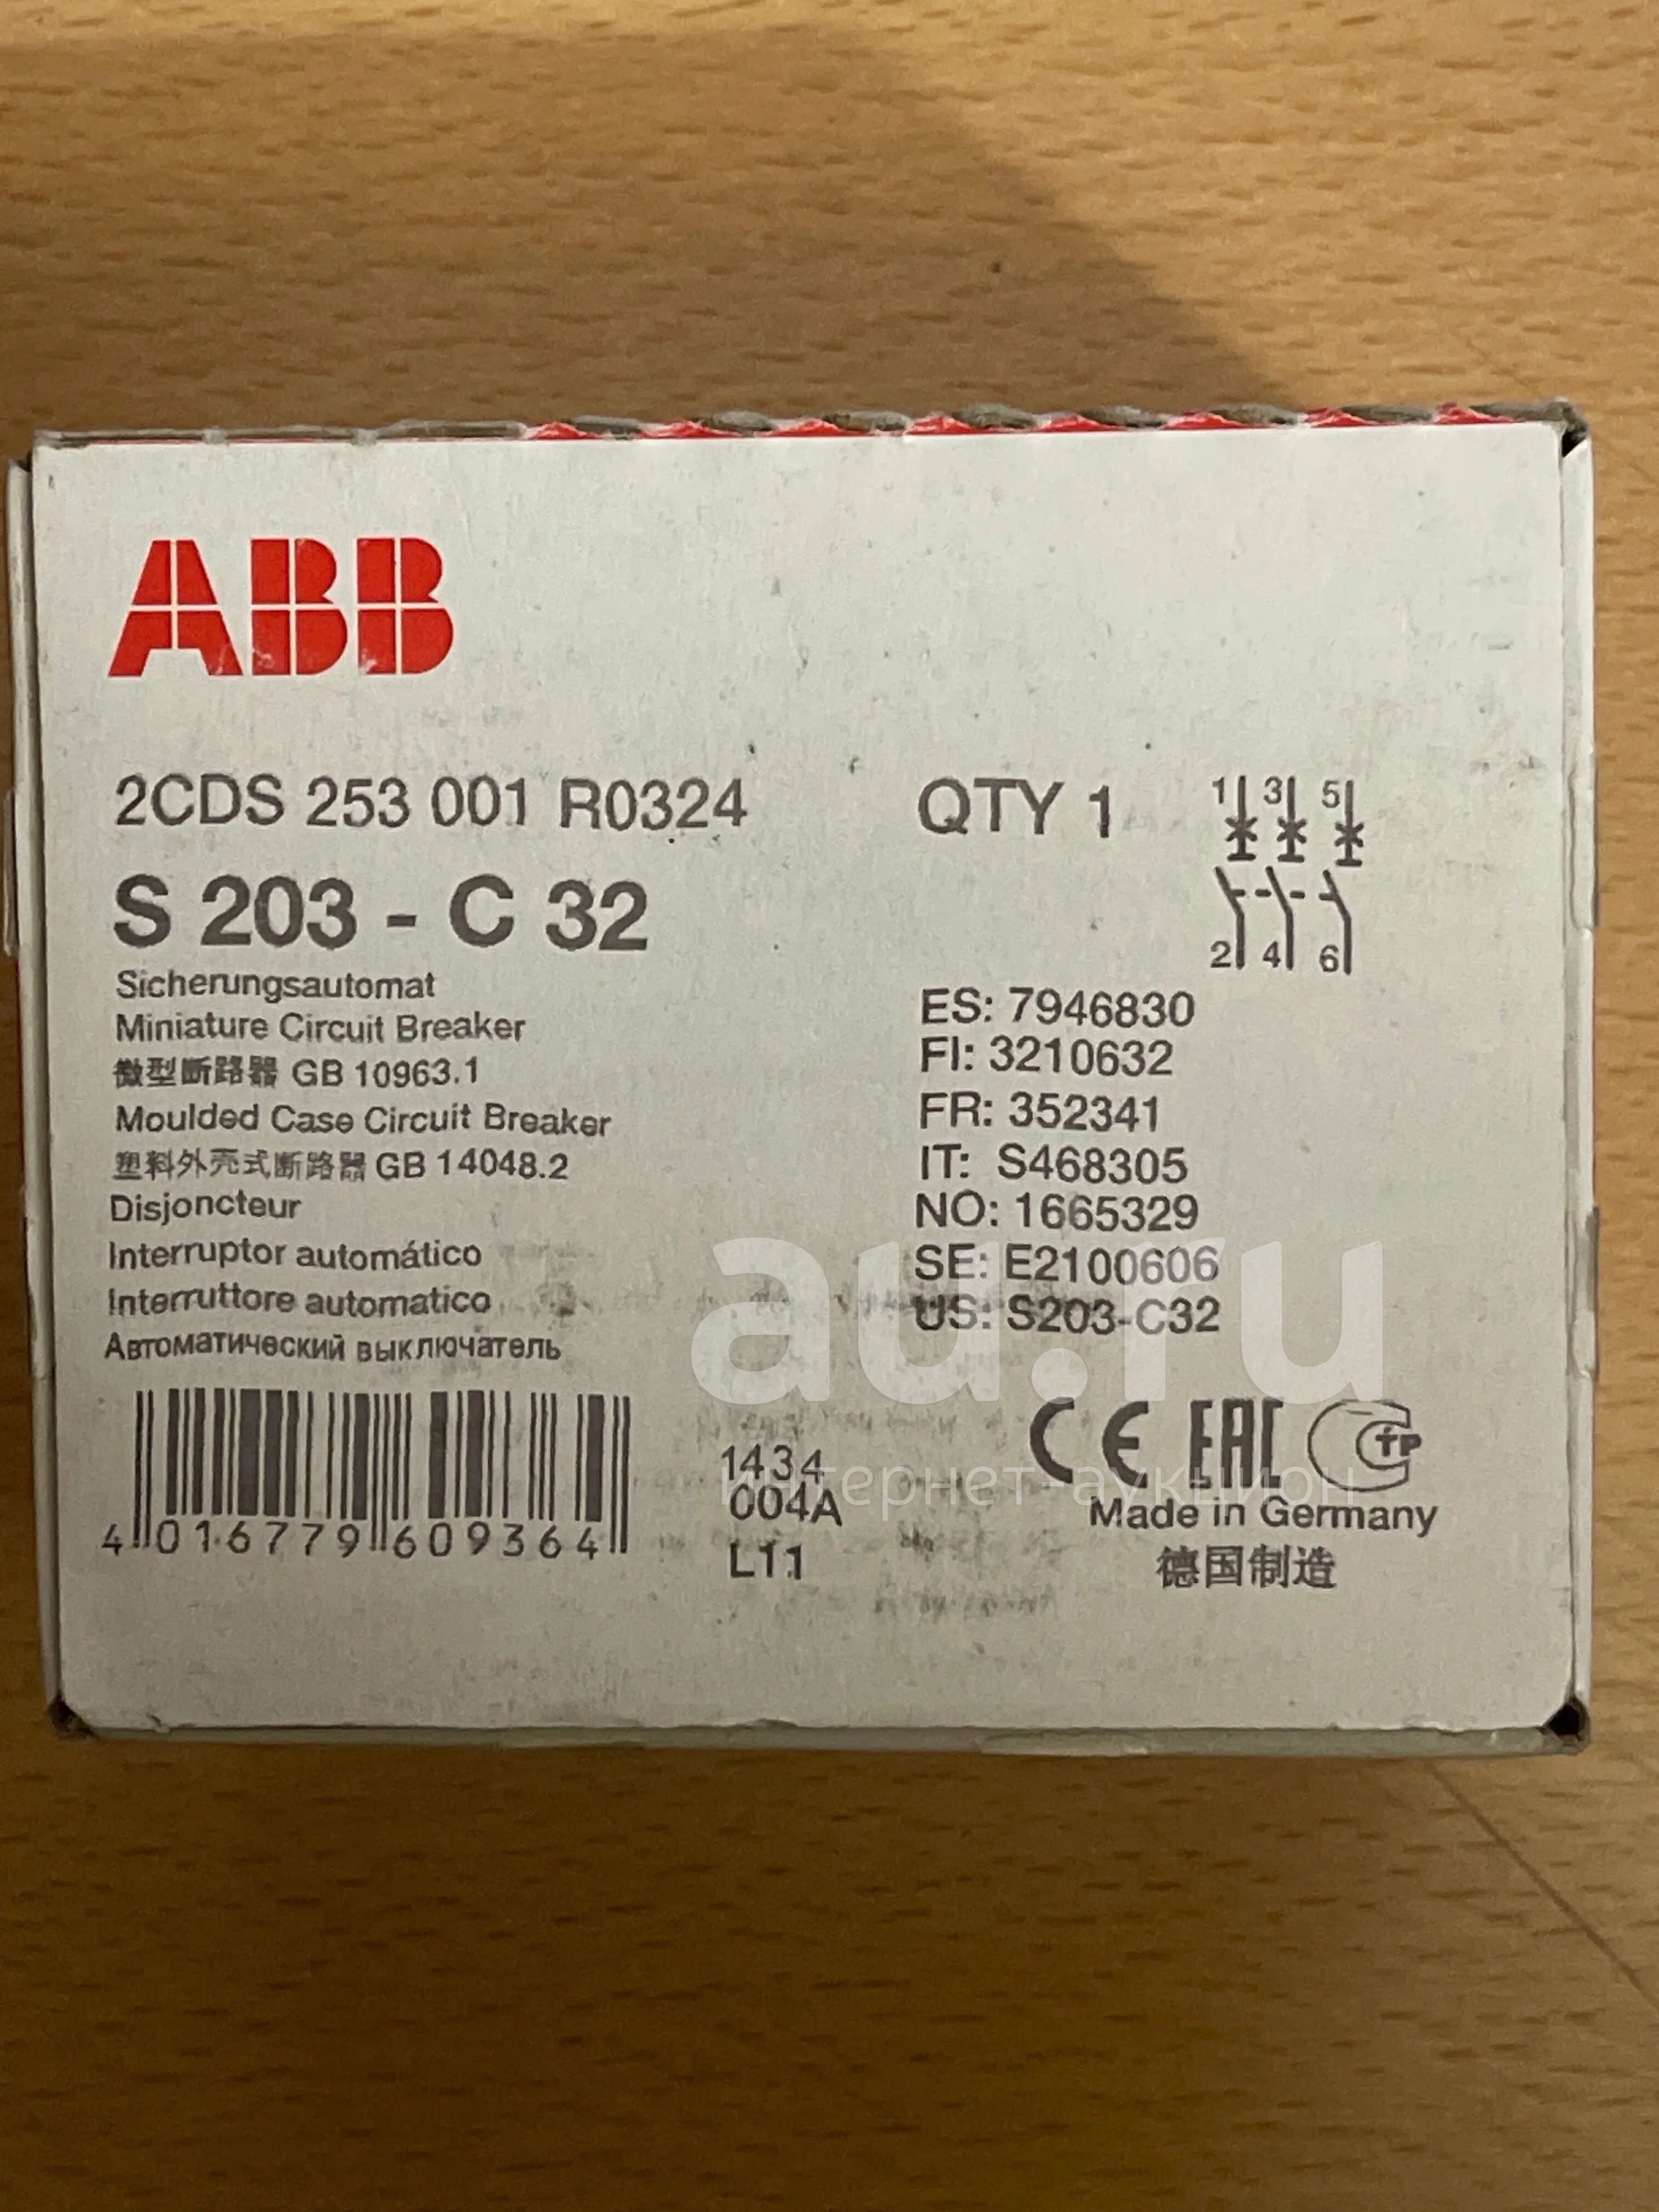 ABB
2CDS 253 001 R0324
QTY 1
1 3 5
2 4 6
S 203 - C 32
Sicherungsautomat
Miniature Circuit Breaker
微型断路器 GB 10963.1
Moulded Case Circuit Breaker
塑料外壳式断路器 GB 14048.2
Disjoncteur
Interruptor automático
Interruttore automatico
Автоматический выключатель
ES: 7946830
FI: 3210632
FR: 352341
IT: S468305
NO: 1665329
SE: E2100606
US: S203-C32
au.ru
интернет-аукцион
4 016779 609364
1434
004A
L11
CE EAC CTP
Made in Germany
德国制造